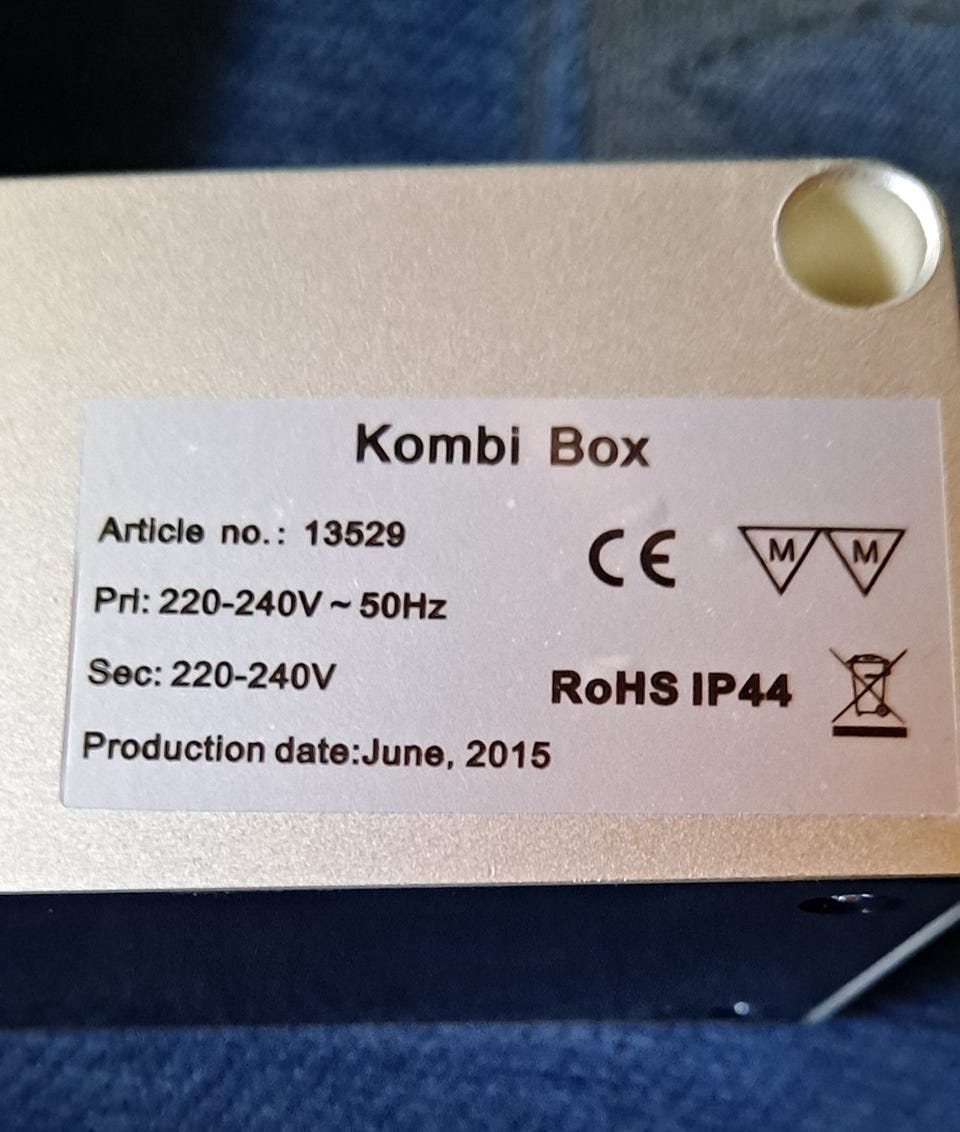 Kombi Box
Article no.: 13529
CE
M M
Pri: 220-240V ~ 50Hz
Sec: 220-240V
RoHS IP44
Production date:June, 2015